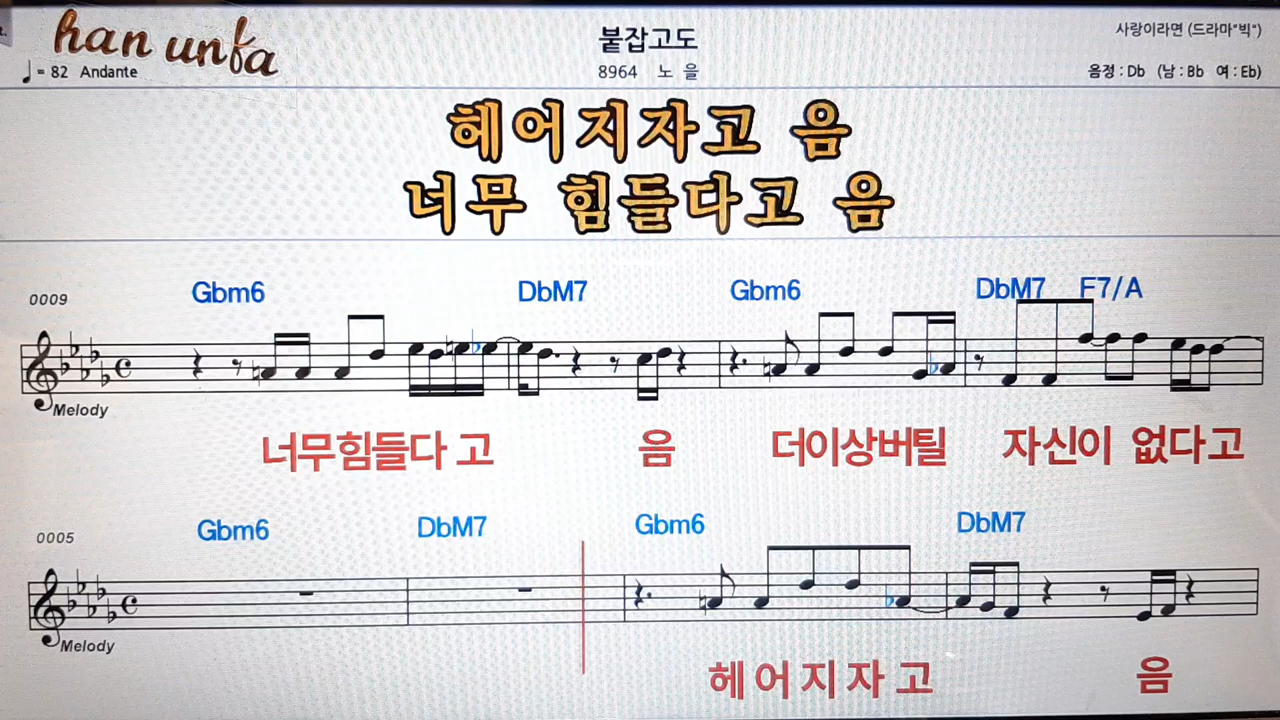 han unfa
♩= 82 Andante
붙잡고도
8964 노 을
사랑이라면 (드라마"빅")
음정 : Db (남 : Bb 여 : Eb)
헤어지자고 음
너무 힘들다고 음
0009 Gbm6 DbM7 Gbm6 DbM7 F7/A
Melody
너무힘들다 고 음 더이상버틸 자신이 없다고
0005 Gbm6 DbM7 Gbm6 DbM7
Melody
헤어지자 고 음